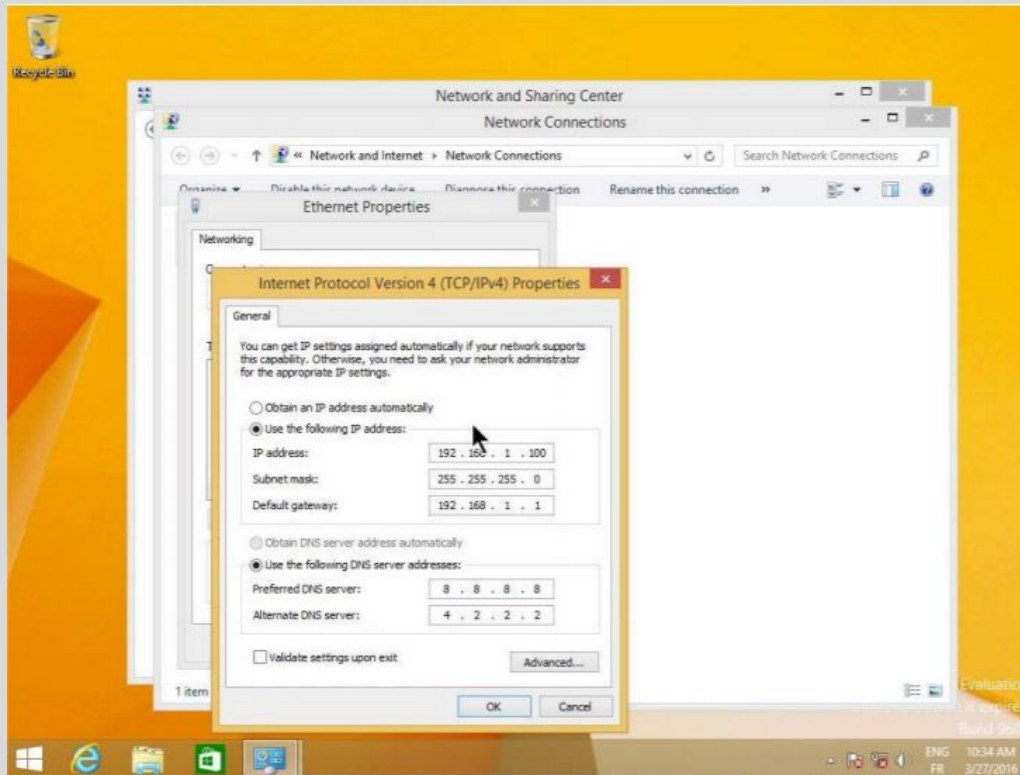 Recycle Bin
Network and Sharing Center
Network Connections
« Network and Internet ▸ Network Connections
Search Network Connections
Organize Disable this network device Diagnose this connection Rename this connection »
Ethernet Properties
Networking
Internet Protocol Version 4 (TCP/IPv4) Properties
General
You can get IP settings assigned automatically if your network supports
this capability. Otherwise, you need to ask your network administrator
for the appropriate IP settings.
Obtain an IP address automatically
Use the following IP address:
IP address: 192 . 168 . 1 . 100
Subnet mask: 255 . 255 . 255 . 0
Default gateway: 192 . 168 . 1 . 1
Obtain DNS server address automatically
Use the following DNS server addresses:
Preferred DNS server: 8 . 8 . 8 . 8
Alternate DNS server: 4 . 2 . 2 . 2
Validate settings upon exit
Advanced...
OK Cancel
1 item
Build 960
ENG 10:34 AM
FR 3/27/2016